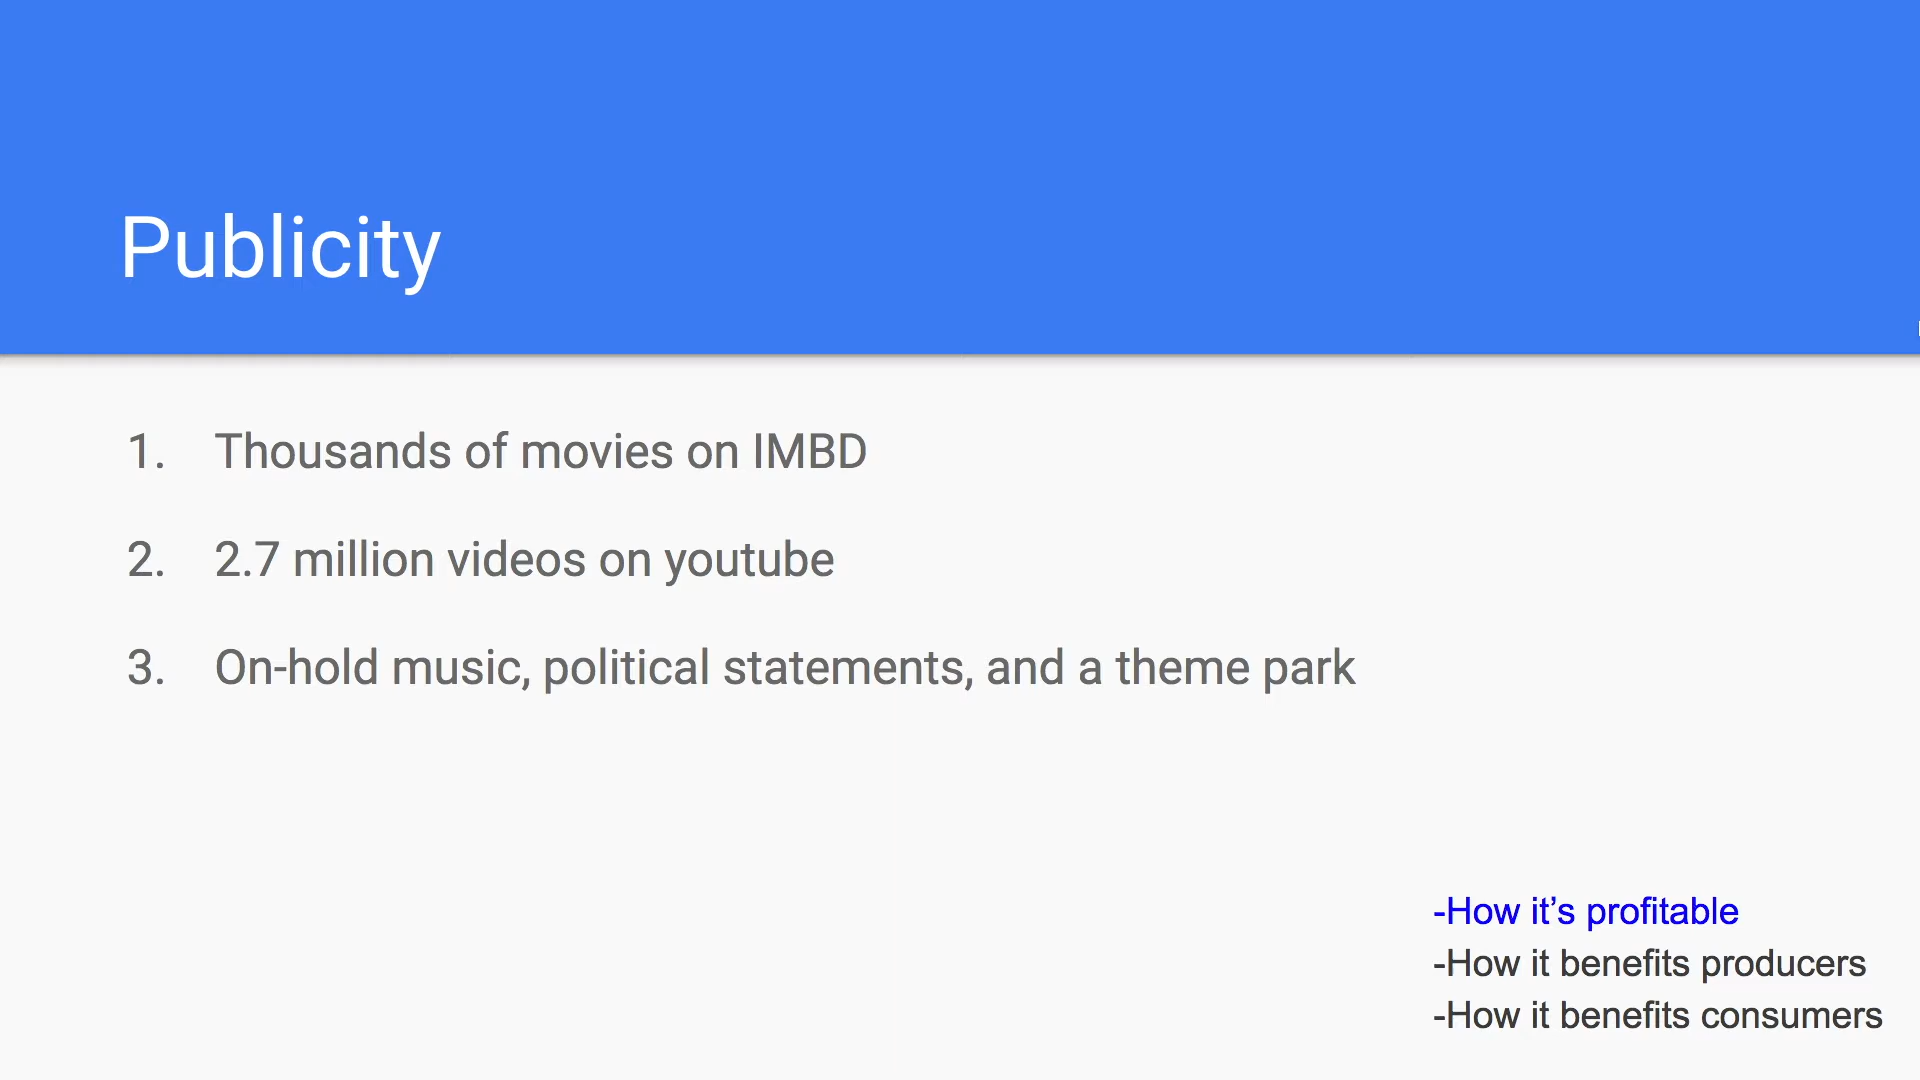 Publicity
1. Thousands of movies on IMBD
2. 2.7 million videos on youtube
3. On-hold music, political statements, and a theme park
-How it’s profitable
-How it benefits producers
-How it benefits consumers